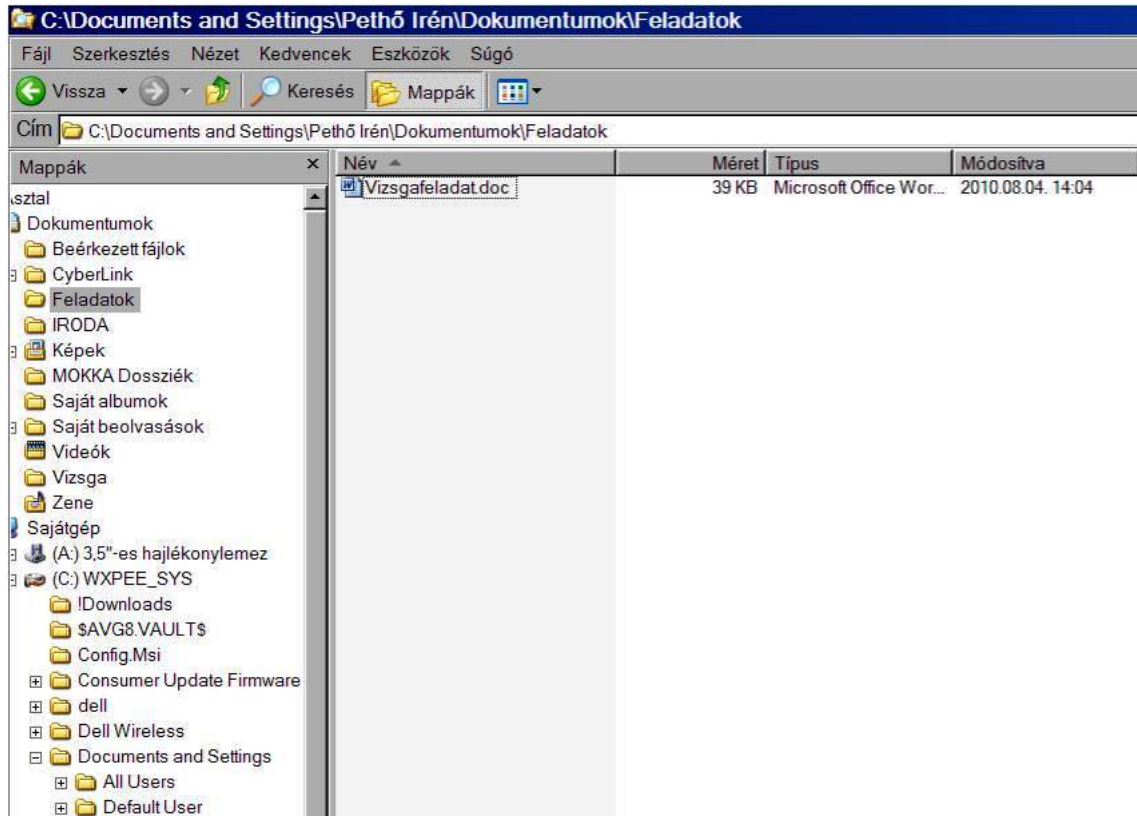 C:\Documents and Settings\Pethő Irén\Dokumentumok\Feladatok
Fájl Szerkesztés Nézet Kedvencek Eszközök Súgó
Vissza Keresés Mappák
Cím C:\Documents and Settings\Pethő Irén\Dokumentumok\Feladatok
Mappák × Név Méret Típus Módosítva
Vizsgafeladat.doc 39 KB Microsoft Office Wor... 2010.08.04. 14:04
sztal
Dokumentumok
Beérkezett fájlok
CyberLink
Feladatok
IRODA
Képek
MOKKA Dossziék
Saját albumok
Saját beolvasások
Videók
Vizsga
Zene
Sajátgép
(A:) 3,5"-es hajlékonylemez
(C:) WXPEE_SYS
!Downloads
$AVG8.VAULT$
Config.Msi
Consumer Update Firmware
dell
Dell Wireless
Documents and Settings
All Users
Default User